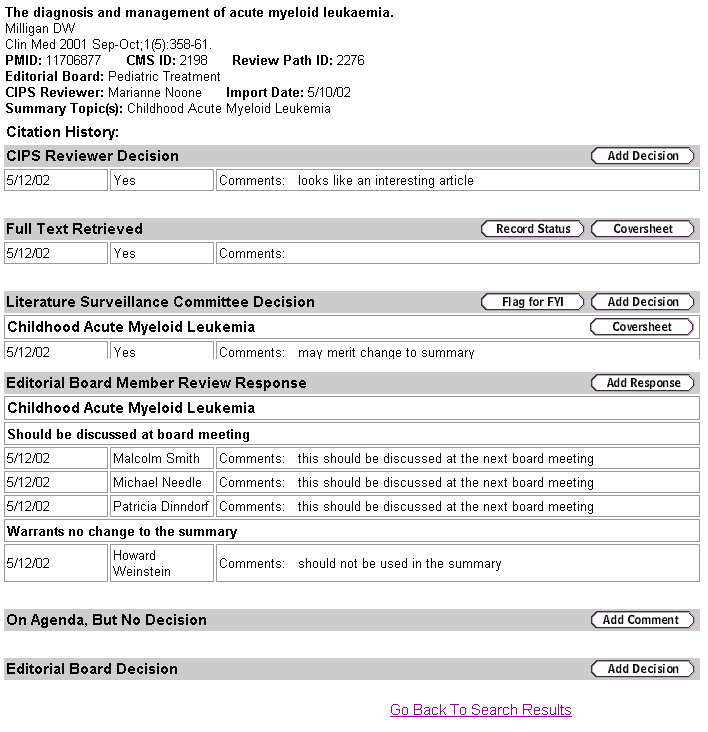 The diagnosis and management of acute myeloid leukaemia.
Milligan DW
Clin Med 2001 Sep-Oct;1(5):358-61.
PMID: 11706877 CMS ID: 2198 Review Path ID: 2276
Editorial Board: Pediatric Treatment
CIPS Reviewer: Marianne Noone Import Date: 5/10/02
Summary Topic(s): Childhood Acute Myeloid Leukemia
Citation History:
CIPS Reviewer Decision Add Decision
5/12/02 Yes Comments: looks like an interesting article
Full Text Retrieved Record Status Coversheet
5/12/02 Yes Comments:
Literature Surveillance Committee Decision Flag for FYI Add Decision
Childhood Acute Myeloid Leukemia Coversheet
5/12/02 Yes Comments: may merit change to summary
Editorial Board Member Review Response Add Response
Childhood Acute Myeloid Leukemia
Should be discussed at board meeting
5/12/02 Malcolm Smith Comments: this should be discussed at the next board meeting
5/12/02 Michael Needle Comments: this should be discussed at the next board meeting
5/12/02 Patricia Dinndorf Comments: this should be discussed at the next board meeting
Warrants no change to the summary
5/12/02 Howard Weinstein Comments: should not be used in the summary
On Agenda, But No Decision Add Comment
Editorial Board Decision Add Decision
Go Back To Search Results